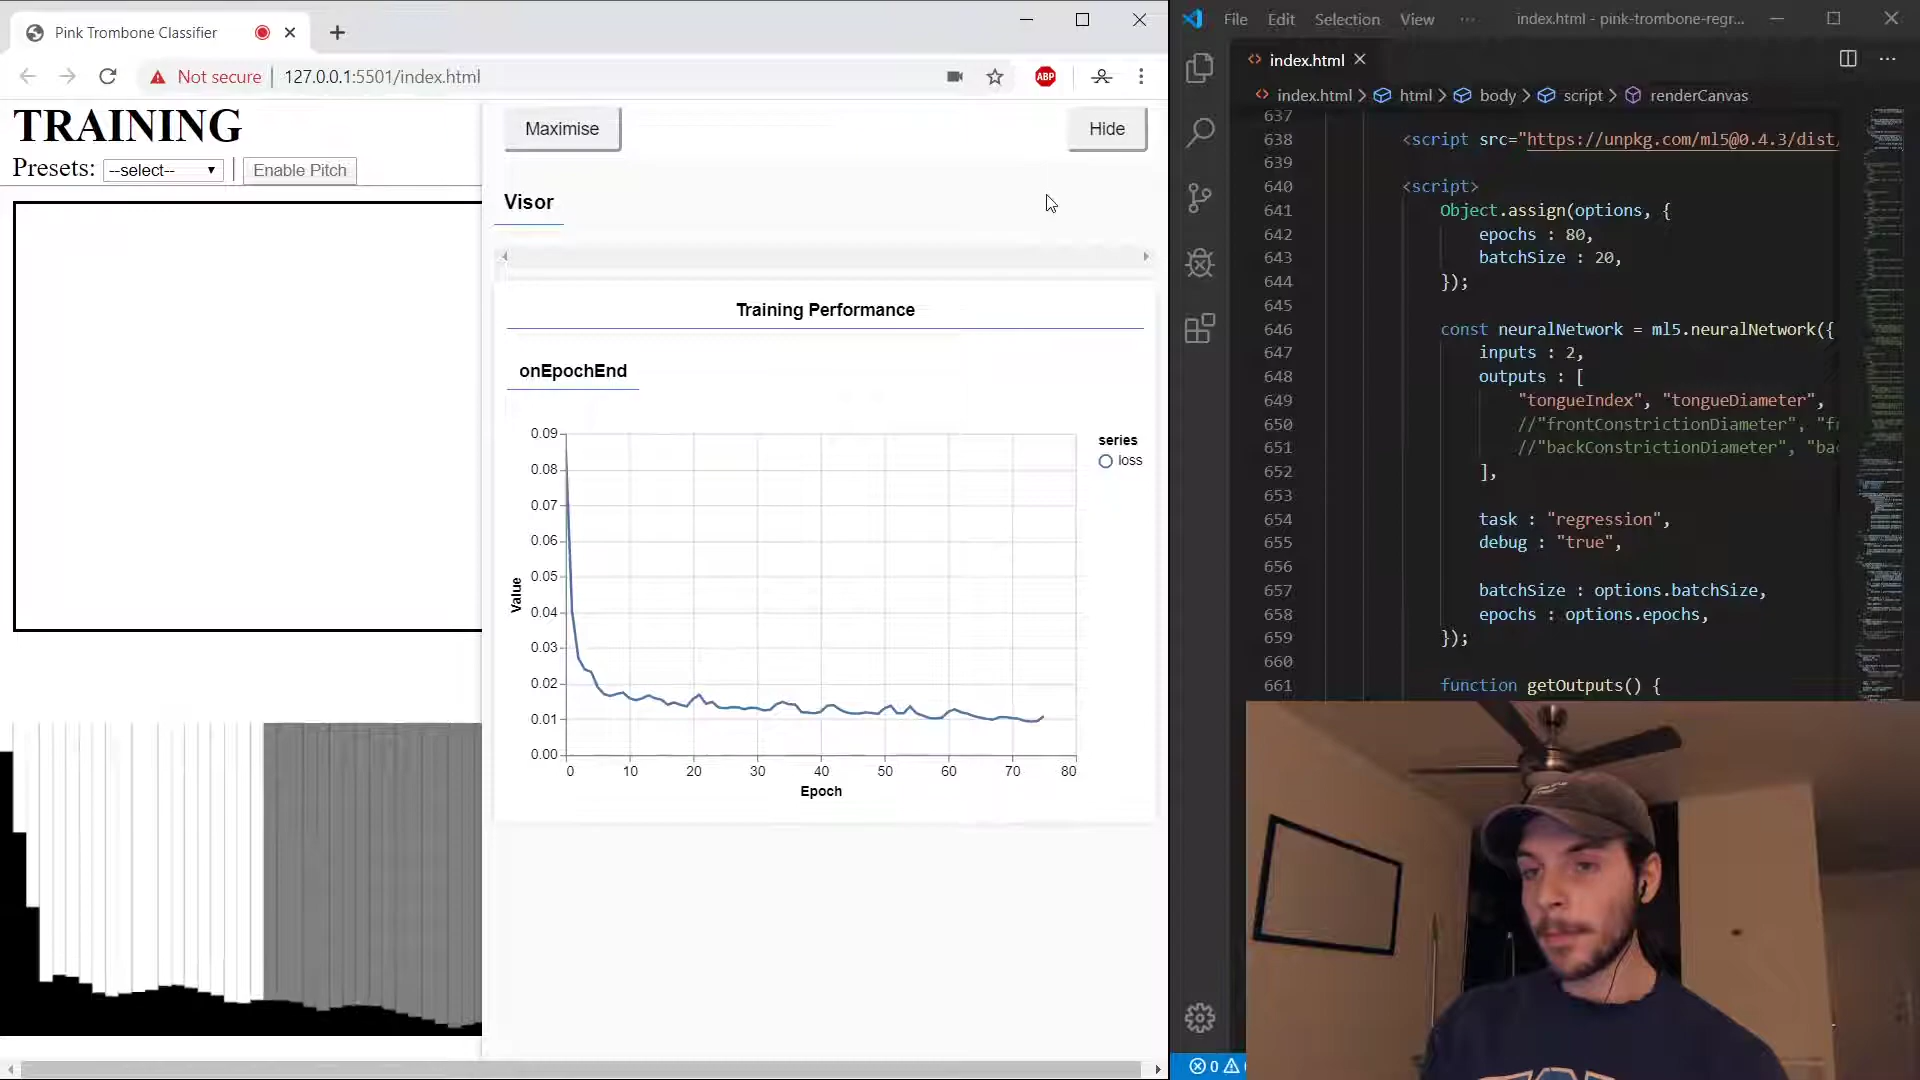 Pink Trombone Classifier
Not secure
127.0.0.1:5501/index.html
ABP
TRAINING
Presets: --select-- | Enable Pitch
Maximise
Hide
Visor
Training Performance
onEpochEnd
0.09
0.08
0.07
0.06
0.05
0.04
0.03
0.02
0.01
0.00
Value
0 10 20 30 40 50 60 70 80
Epoch
series
loss
File Edit Selection View ··· index.html - pink-trombone-regr...
index.html
index.html > html > body > script > renderCanvas
637
638 <script src="https://unpkg.com/ml5@0.4.3/dist/
639
640 <script>
641 Object.assign(options, {
642 epochs : 80,
643 batchSize : 20,
644 });
645
646 const neuralNetwork = ml5.neuralNetwork({
647 inputs : 2,
648 outputs : [
649 "tongueIndex", "tongueDiameter",
650 //"frontConstrictionDiameter", "fr
651 //"backConstrictionDiameter", "bac
652 ],
653
654 task : "regression",
655 debug : "true",
656
657 batchSize : options.batchSize,
658 epochs : options.epochs,
659 });
660
661 function getOutputs() {
0